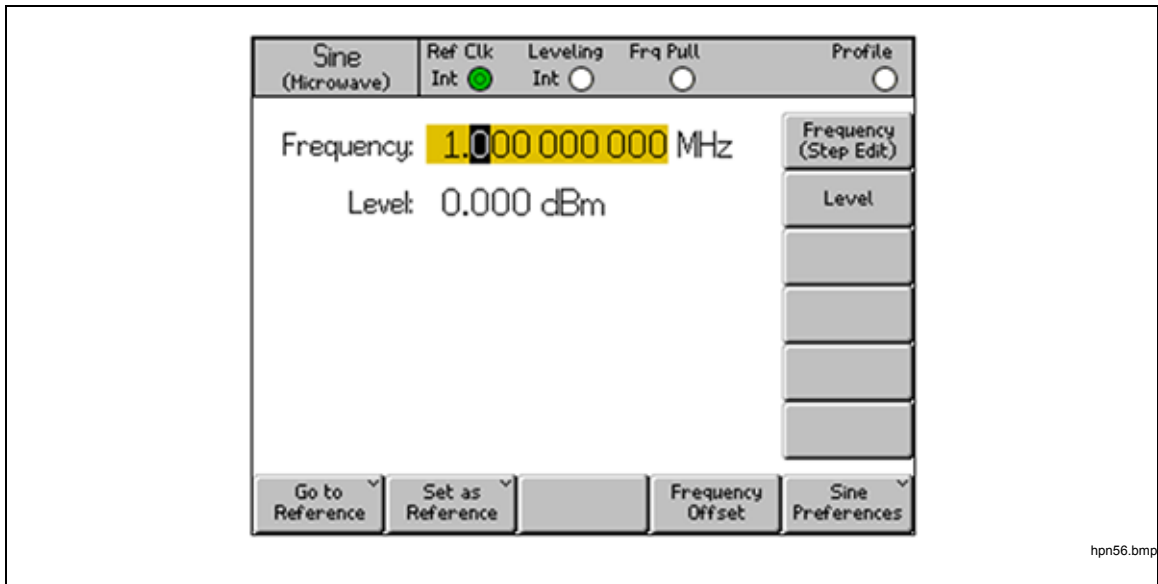 Sine
(Microwave)
Ref Clk
Int
Leveling
Int
Frq Pull
Profile
Frequency: 1.000 000 000 MHz
Level: 0.000 dBm
Frequency
(Step Edit)
Level
Go to
Reference
Set as
Reference
Frequency
Offset
Sine
Preferences
hpn56.bmp